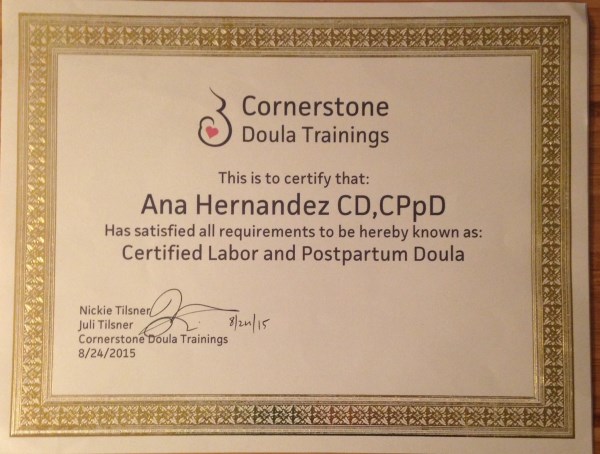 Cornerstone
Doula Trainings
This is to certify that:
Ana Hernandez CD,CPpD
Has satisfied all requirements to be hereby known as:
Certified Labor and Postpartum Doula
Nickie Tilsner
Juli Tilsner
8/24/15
Cornerstone Doula Trainings
8/24/2015